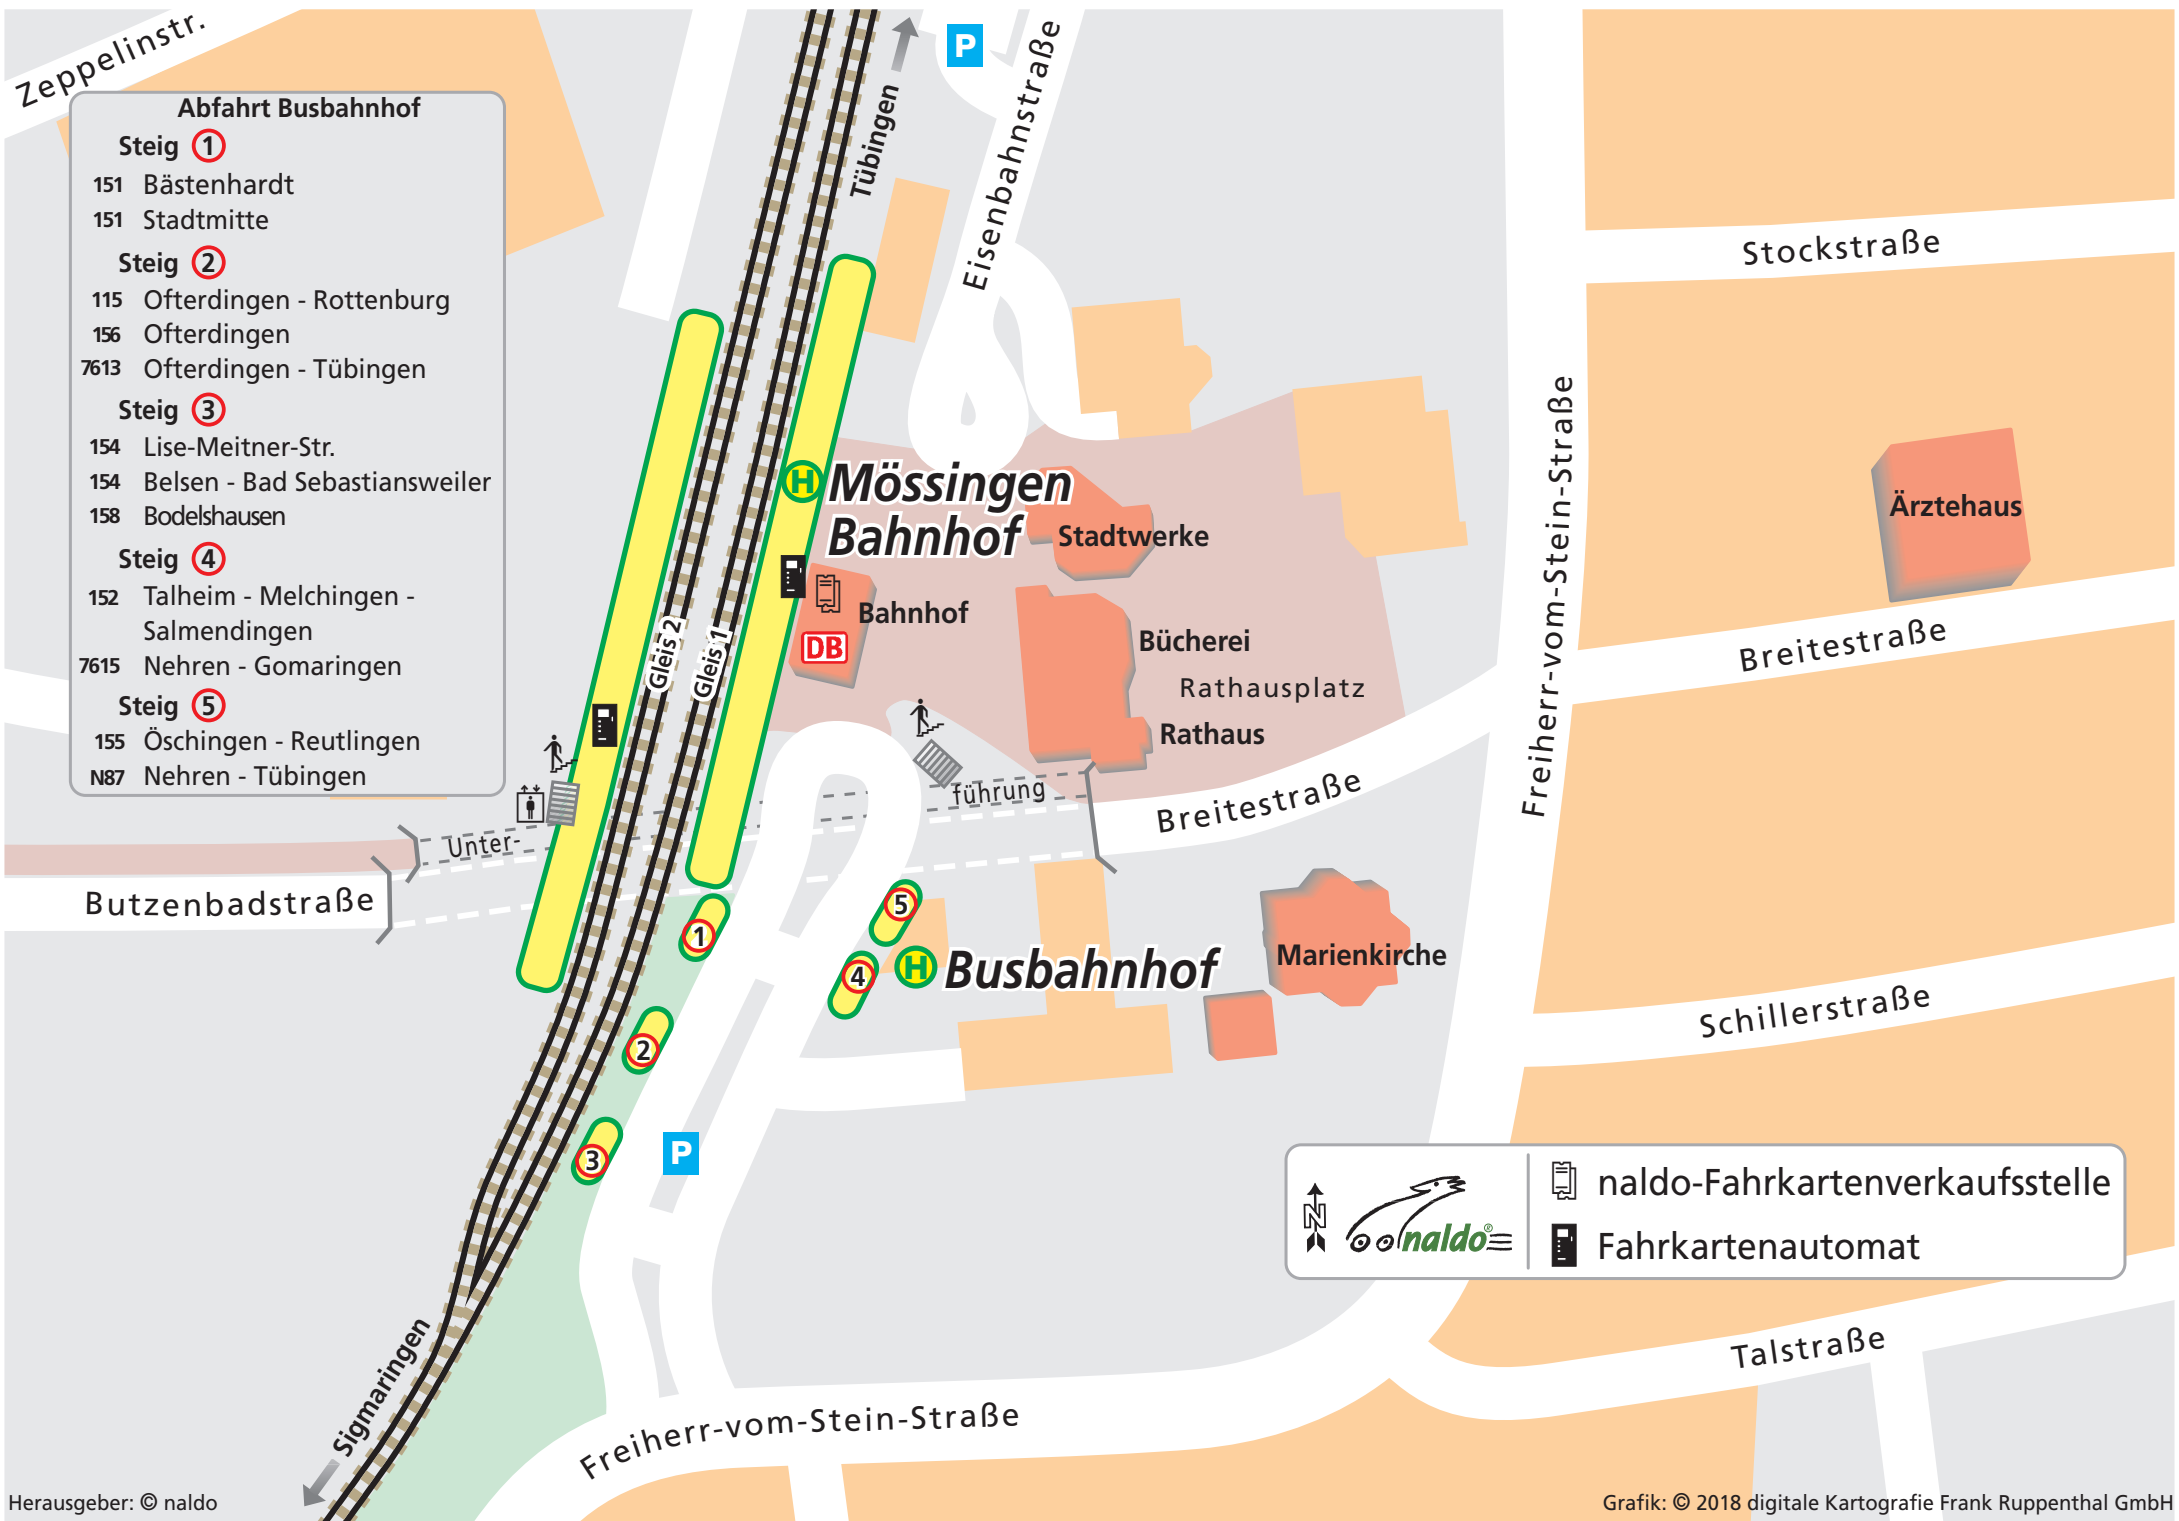 Zeppelinstr.
Abfahrt Busbahnhof
Steig 1
151 Bästenhardt
151 Stadtmitte
Steig 2
115 Ofterdingen - Rottenburg
156 Ofterdingen
7613 Ofterdingen - Tübingen
Steig 3
154 Lise-Meitner-Str.
154 Belsen - Bad Sebastiansweiler
158 Bodelshausen
Steig 4
152 Talheim - Melchingen -
Salmendingen
7615 Nehren - Gomaringen
Steig 5
155 Öschingen - Reutlingen
N87 Nehren - Tübingen
Tübingen
P
Eisenbahnstraße
Stockstraße
Freiherr-vom-Stein-Straße
H Mössingen
Bahnhof
Stadtwerke
Ärztehaus
Bahnhof
DB
Gleis 2
Gleis 1
Bücherei
Rathausplatz
Rathaus
Breitestraße
Breitestraße
Unter-
führung
Butzenbadstraße
1
2
3
4
5
H Busbahnhof
Marienkirche
Schillerstraße
P
N
naldo®
naldo-Fahrkartenverkaufsstelle
Fahrkartenautomat
Talstraße
Sigmaringen
Freiherr-vom-Stein-Straße
Herausgeber: © naldo
Grafik: © 2018 digitale Kartografie Frank Ruppenthal GmbH